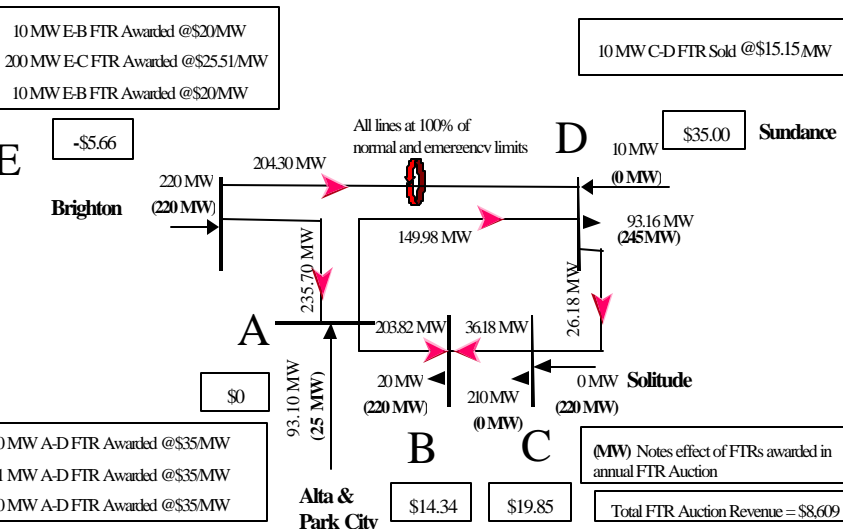 10 MW E-B FTR Awarded @$20/MW
200 MW E-C FTR Awarded @$25.51/MW
10 MW E-B FTR Awarded @$20/MW
10 MW C-D FTR Sold @$15.15/MW
E
-$5.66
All lines at 100% of
normal and emergency limits
D
$35.00
Sundance
204.30 MW
10 MW
(0 MW)
220 MW
(220 MW)
Brighton
93.16 MW
(245 MW)
149.98 MW
235.70 MW
26.18 MW
A
203.82 MW
36.18 MW
$0
93.10 MW
(25 MW)
20 MW
(220 MW)
210 MW
(0 MW)
0 MW
(220 MW)
Solitude
0 MW A-D FTR Awarded @$35/MW
1 MW A-D FTR Awarded @$35/MW
0 MW A-D FTR Awarded @$35/MW
B
C
(MW) Notes effect of FTRs awarded in
annual FTR Auction
Alta &
Park City
$14.34
$19.85
Total FTR Auction Revenue = $8,609